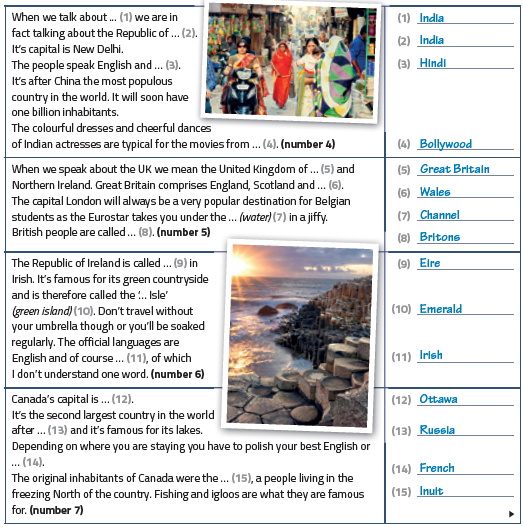 When we talk about ... (1) we are in
fact talking about the Republic of ... (2).
It's capital is New Delhi.
The people speak English and ... (3).
It's after China the most populous
country in the world. It will soon have
one billion inhabitants.
The colourful dresses and cheerful dances
of Indian actresses are typical for the movies from ... (4). (number 4)
(1) India
(2) India
(3) Hindi
(4) Bollywood
When we speak about the UK we mean the United Kingdom of ... (5) and
Northern Ireland. Great Britain comprises England, Scotland and ... (6).
The capital London will always be a very popular destination for Belgian
students as the Eurostar takes you under the ... (water) (7) in a jiffy.
British people are called ... (8). (number 5)
(5) Great Britain
(6) Wales
(7) Channel
(8) Britons
The Republic of Ireland is called ... (9) in
Irish. It's famous for its green countryside
and is therefore called the '... Isle'
(green island) (10). Don't travel without
your umbrella though or you'll be soaked
regularly. The official languages are
English and of course ... (11), of which
I don't understand one word. (number 6)
(9) Eire
(10) Emerald
(11) Irish
Canada's capital is ... (12).
It's the second largest country in the world
after ... (13) and it's famous for its lakes.
Depending on where you are staying you have to polish your best English or
... (14).
The original inhabitants of Canada were the ... (15), a people living in the
freezing North of the country. Fishing and igloos are what they are famous
for. (number 7)
(12) Ottawa
(13) Russia
(14) French
(15) Inuit